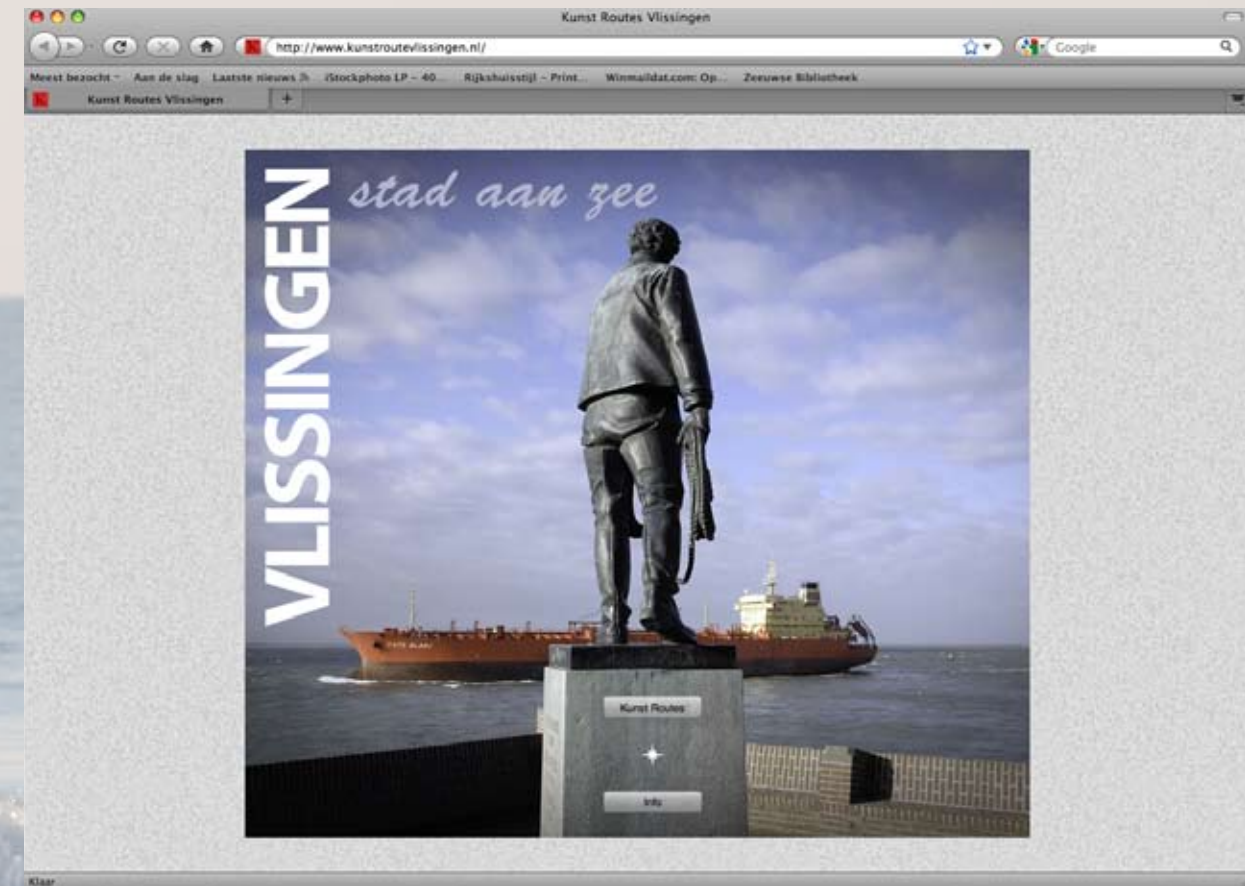 Kunst Routes Vlissingen
http://www.kunstroutevlissingen.nl/
Google
Meest bezocht Aan de slag Laatste nieuws iStockphoto LP – 40... Rijkshuisstijl – Print... Winmaildat.com: Op... Zeeuwse Bibliotheek
K Kunst Routes Vlissingen +
VLISSINGEN
stad aan zee
Kunst Routes
Info
Klaar